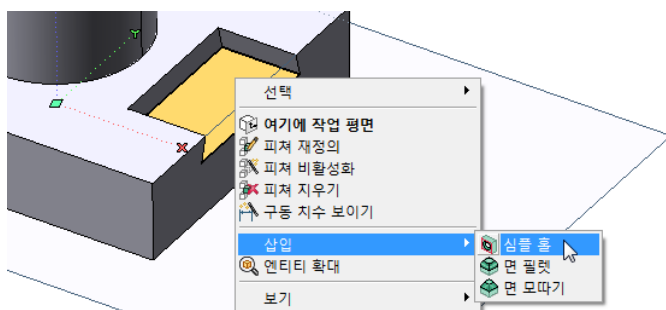 선택
여기에 작업 평면
피쳐 재정의
피쳐 비활성화
피쳐 지우기
구동 치수 보이기
삽입
엔티티 확대
보기
심플 홀
면 필렛
면 모따기